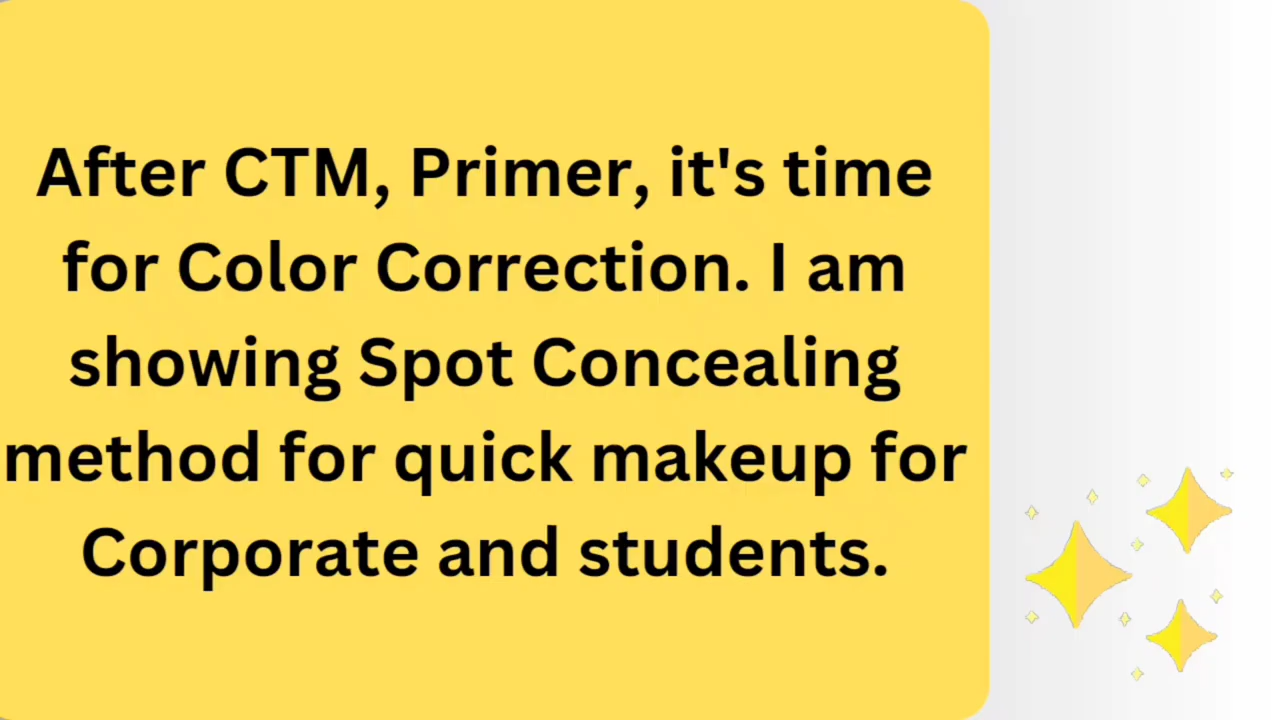 After CTM, Primer, it's time
for Color Correction. I am
showing Spot Concealing
method for quick makeup for
Corporate and students.